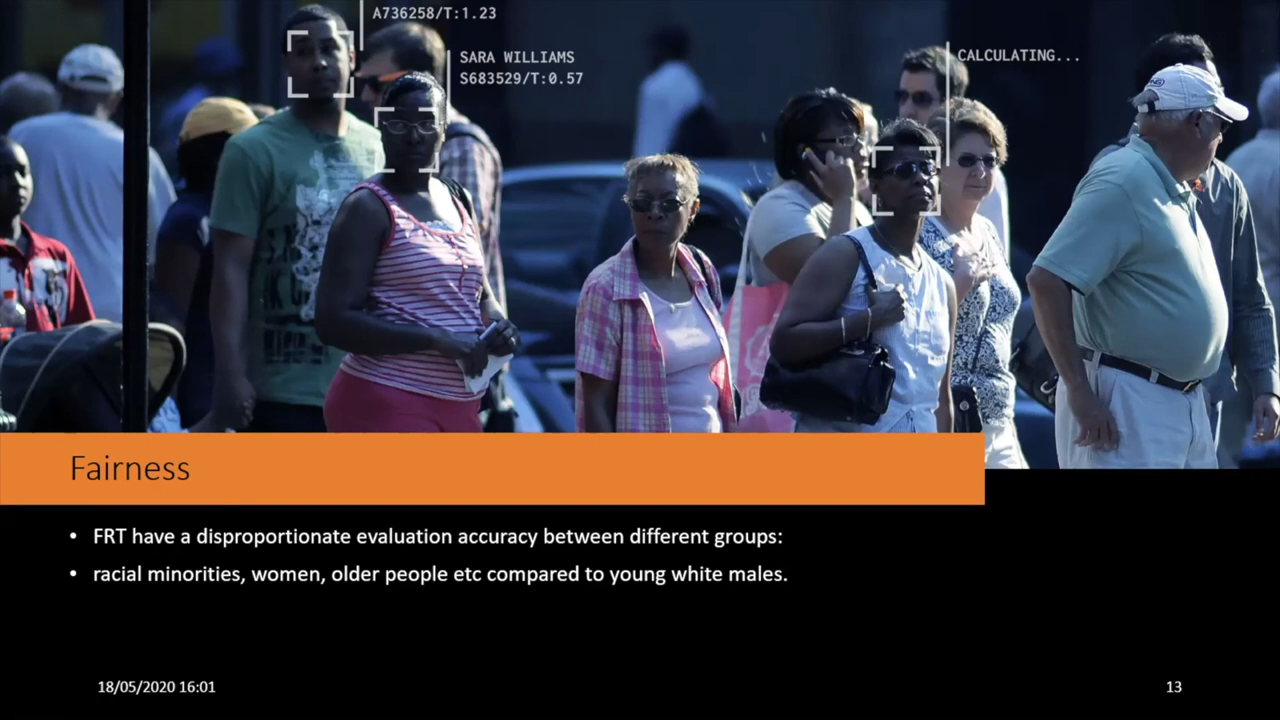 A736258/T:1.23
SARA WILLIAMS
S683529/T:0.57
CALCULATING...
Fairness
• FRT have a disproportionate evaluation accuracy between different groups:
• racial minorities, women, older people etc compared to young white males.
18/05/2020 16:01
13